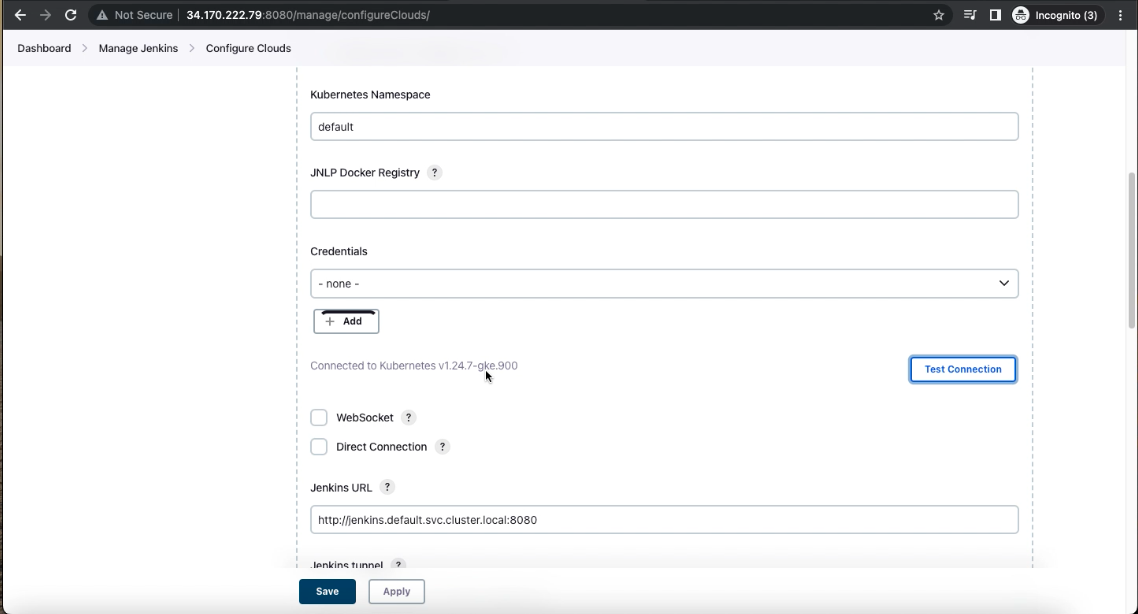 Not Secure | 34.170.222.79:8080/manage/configureClouds/ Incognito (3)
Dashboard > Manage Jenkins > Configure Clouds
Kubernetes Namespace
default
JNLP Docker Registry ?
Credentials
- none -
+ Add
Connected to Kubernetes v1.24.7-gke.900
Test Connection
WebSocket ?
Direct Connection ?
Jenkins URL ?
http://jenkins.default.svc.cluster.local:8080
Jenkins tunnel ?
Save Apply